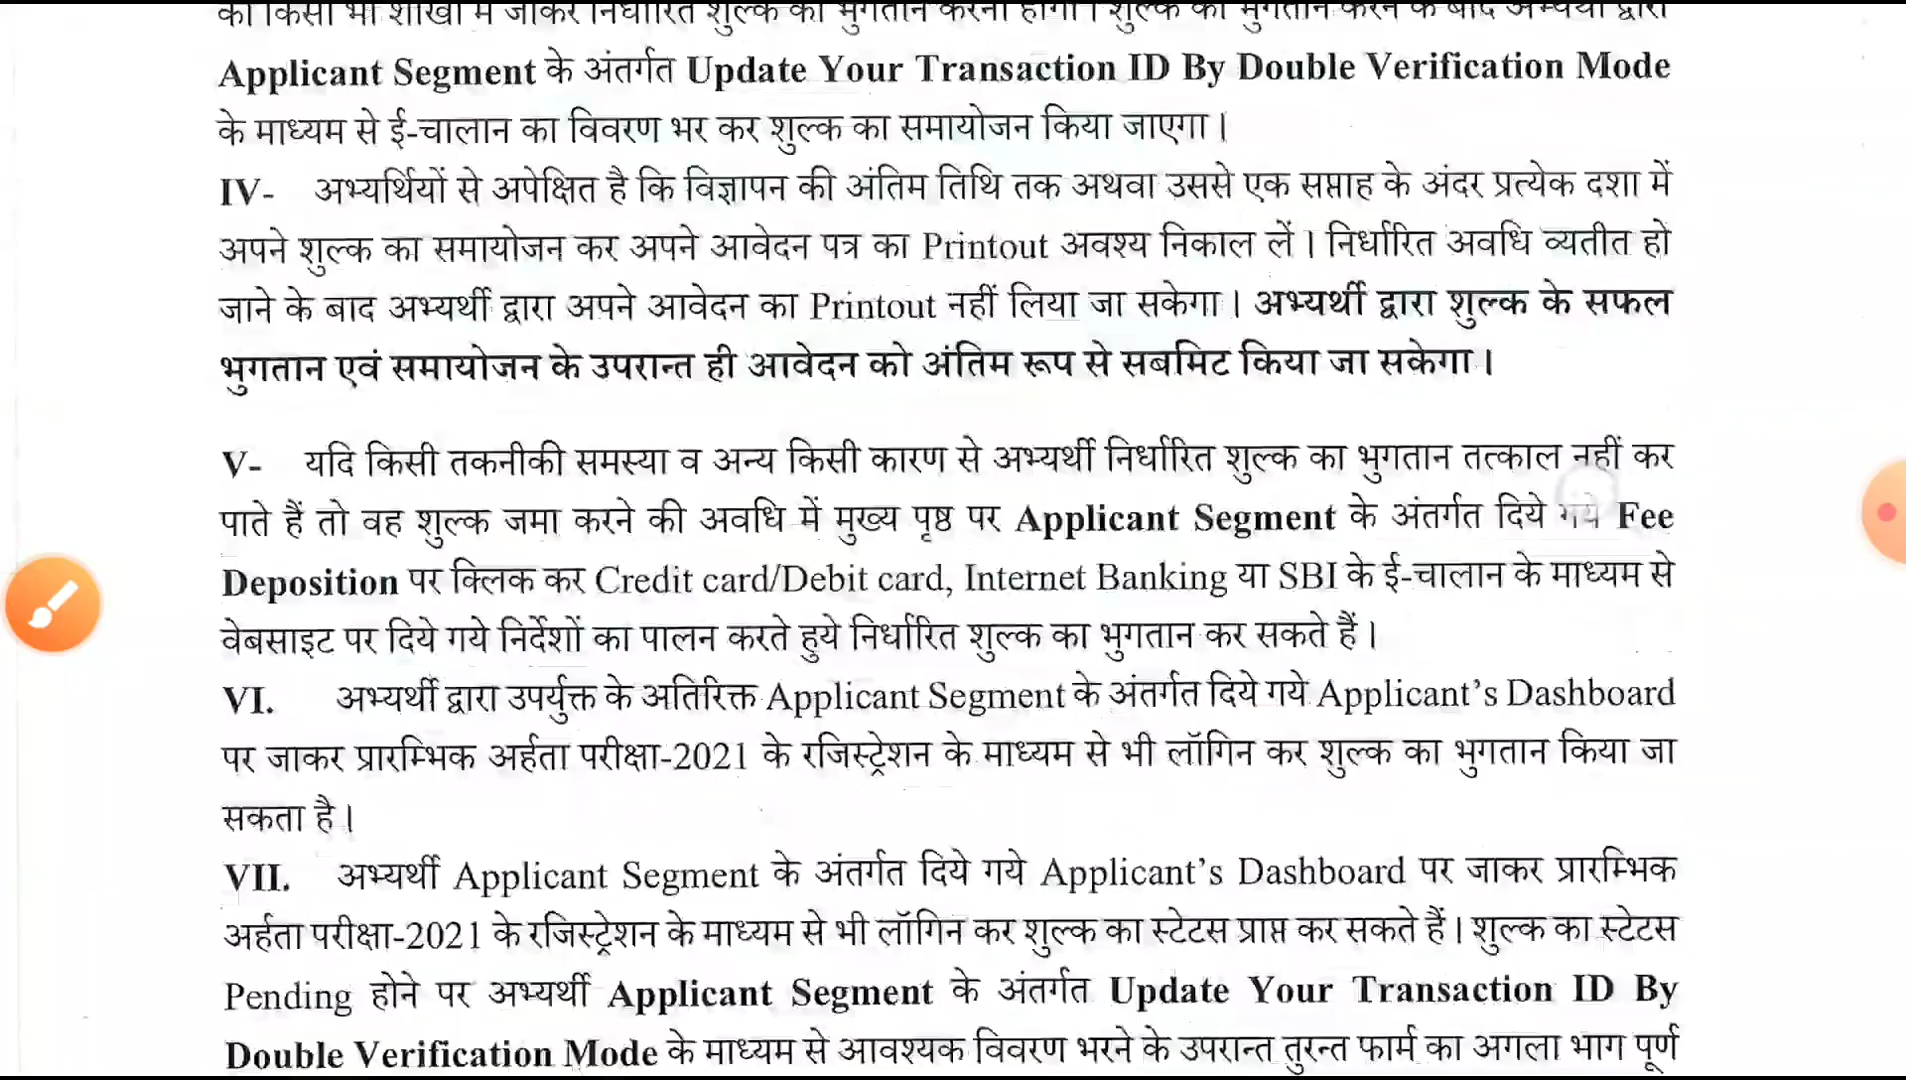 की किसी भी शाखा में जाकर निर्धारित शुल्क का भुगतान करना होगा। शुल्क का भुगतान करने के बाद अभ्यर्थी द्वारा
Applicant Segment के अंतर्गत Update Your Transaction ID By Double Verification Mode
के माध्यम से ई-चालान का विवरण भर कर शुल्क का समायोजन किया जाएगा।
IV- अभ्यर्थियों से अपेक्षित है कि विज्ञापन की अंतिम तिथि तक अथवा उससे एक सप्ताह के अंदर प्रत्येक दशा में
अपने शुल्क का समायोजन कर अपने आवेदन पत्र का Printout अवश्य निकाल लें। निर्धारित अवधि व्यतीत हो
जाने के बाद अभ्यर्थी द्वारा अपने आवेदन का Printout नहीं लिया जा सकेगा। अभ्यर्थी द्वारा शुल्क के सफल
भुगतान एवं समायोजन के उपरान्त ही आवेदन को अंतिम रूप से सबमिट किया जा सकेगा।
V- यदि किसी तकनीकी समस्या व अन्य किसी कारण से अभ्यर्थी निर्धारित शुल्क का भुगतान तत्काल नहीं कर
पाते हैं तो वह शुल्क जमा करने की अवधि में मुख्य पृष्ठ पर Applicant Segment के अंतर्गत दिये गये Fee
Deposition पर क्लिक कर Credit card/Debit card, Internet Banking या SBI के ई-चालान के माध्यम से
वेबसाइट पर दिये गये निर्देशों का पालन करते हुये निर्धारित शुल्क का भुगतान कर सकते हैं।
VI. अभ्यर्थी द्वारा उपर्युक्त के अतिरिक्त Applicant Segment के अंतर्गत दिये गये Applicant’s Dashboard
पर जाकर प्रारम्भिक अर्हता परीक्षा-2021 के रजिस्ट्रेशन के माध्यम से भी लॉगिन कर शुल्क का भुगतान किया जा
सकता है।
VII. अभ्यर्थी Applicant Segment के अंतर्गत दिये गये Applicant’s Dashboard पर जाकर प्रारम्भिक
अर्हता परीक्षा-2021 के रजिस्ट्रेशन के माध्यम से भी लॉगिन कर शुल्क का स्टेटस प्राप्त कर सकते हैं। शुल्क का स्टेटस
Pending होने पर अभ्यर्थी Applicant Segment के अंतर्गत Update Your Transaction ID By
Double Verification Mode के माध्यम से आवश्यक विवरण भरने के उपरान्त तुरन्त फार्म का अगला भाग पूर्ण